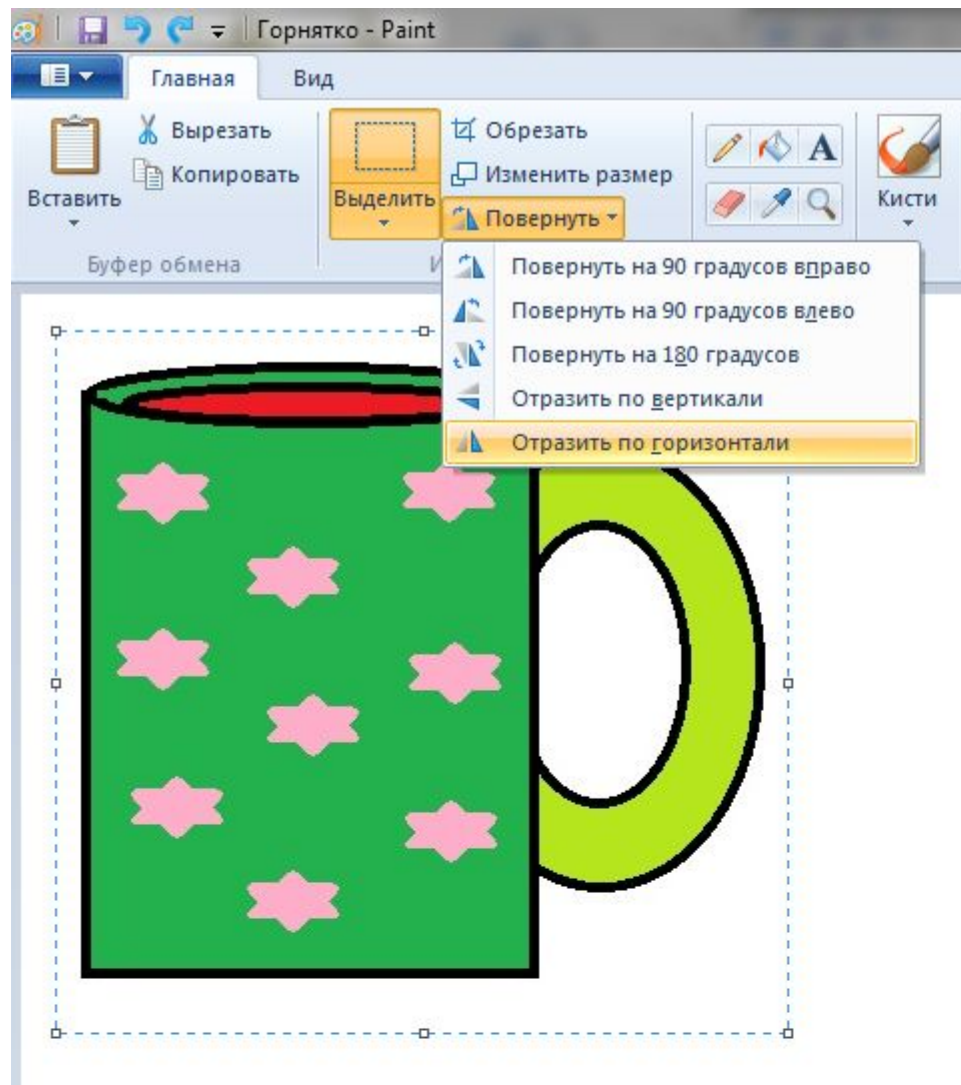 Горнятко - Paint
Главная Вид
Вставить
Вырезать
Копировать
Буфер обмена
Выделить
Обрезать
Изменить размер
Повернуть
И
A
Кисти
Повернуть на 90 градусов вправо
Повернуть на 90 градусов влево
Повернуть на 180 градусов
Отразить по вертикали
Отразить по горизонтали